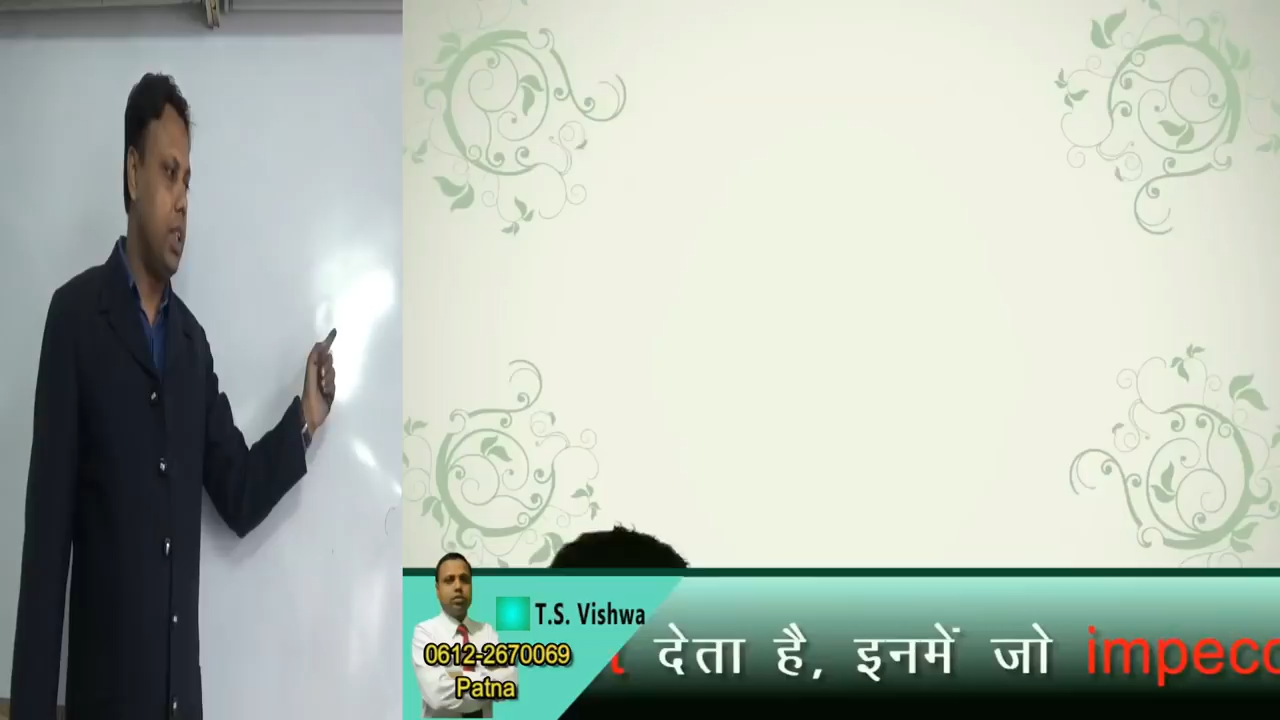 T.S. Vishwa
0612-2670069
Patna
देता है, इनमें जो